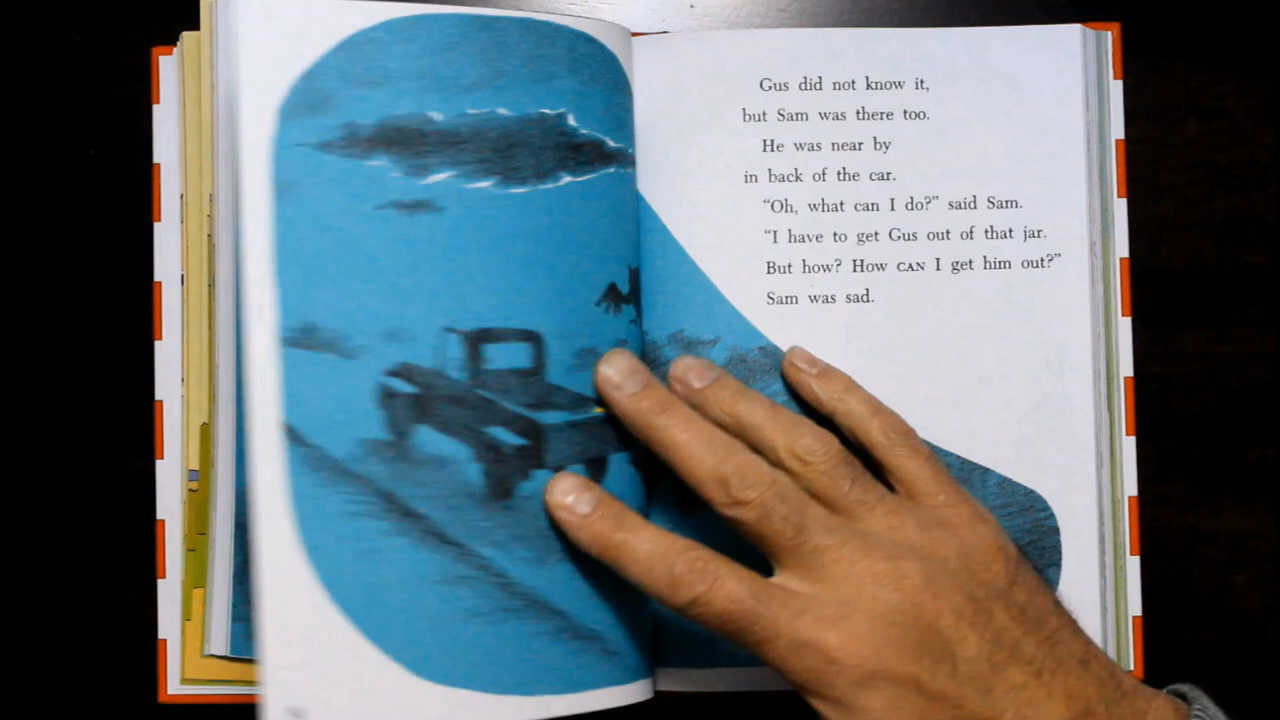 Gus did not know it,
but Sam was there too.
He was near by
in back of the car.
“Oh, what can I do?” said Sam.
“I have to get Gus out of that jar.
But how? How CAN I get him out?”
Sam was sad.